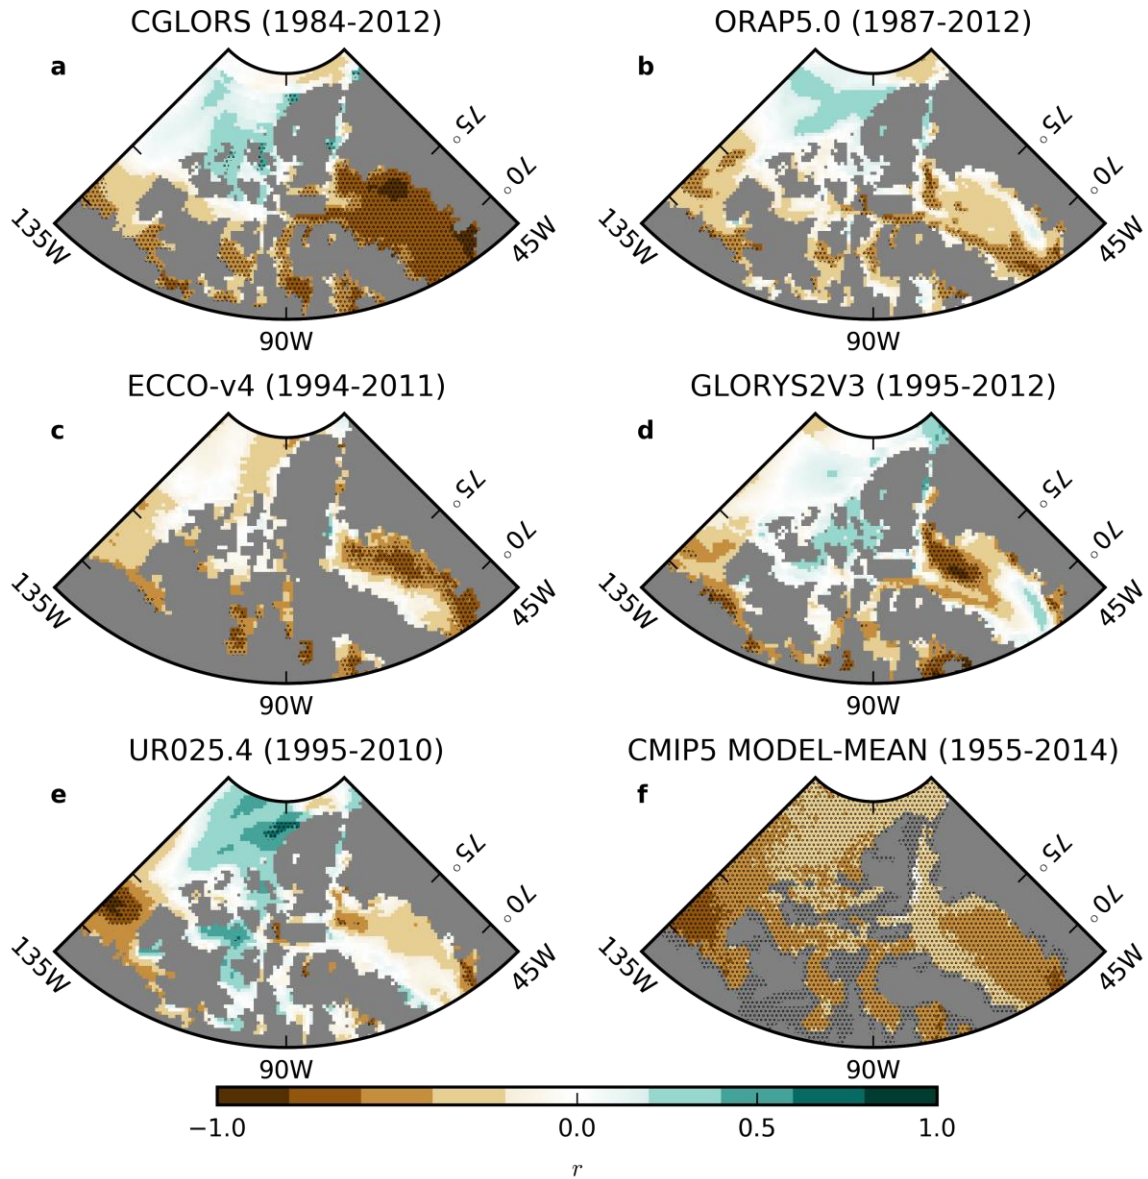 CGLORS (1984-2012)
ORAP5.0 (1987-2012)
a
b
75°
70°
135W
45W
90W
75°
70°
135W
45W
90W
ECCO-v4 (1994-2011)
GLORYS2V3 (1995-2012)
c
d
75°
70°
135W
45W
90W
75°
70°
135W
45W
90W
UR025.4 (1995-2010)
CMIP5 MODEL-MEAN (1955-2014)
e
f
75°
70°
135W
45W
90W
75°
70°
135W
45W
90W
−1.0
0.0
0.5
1.0
r